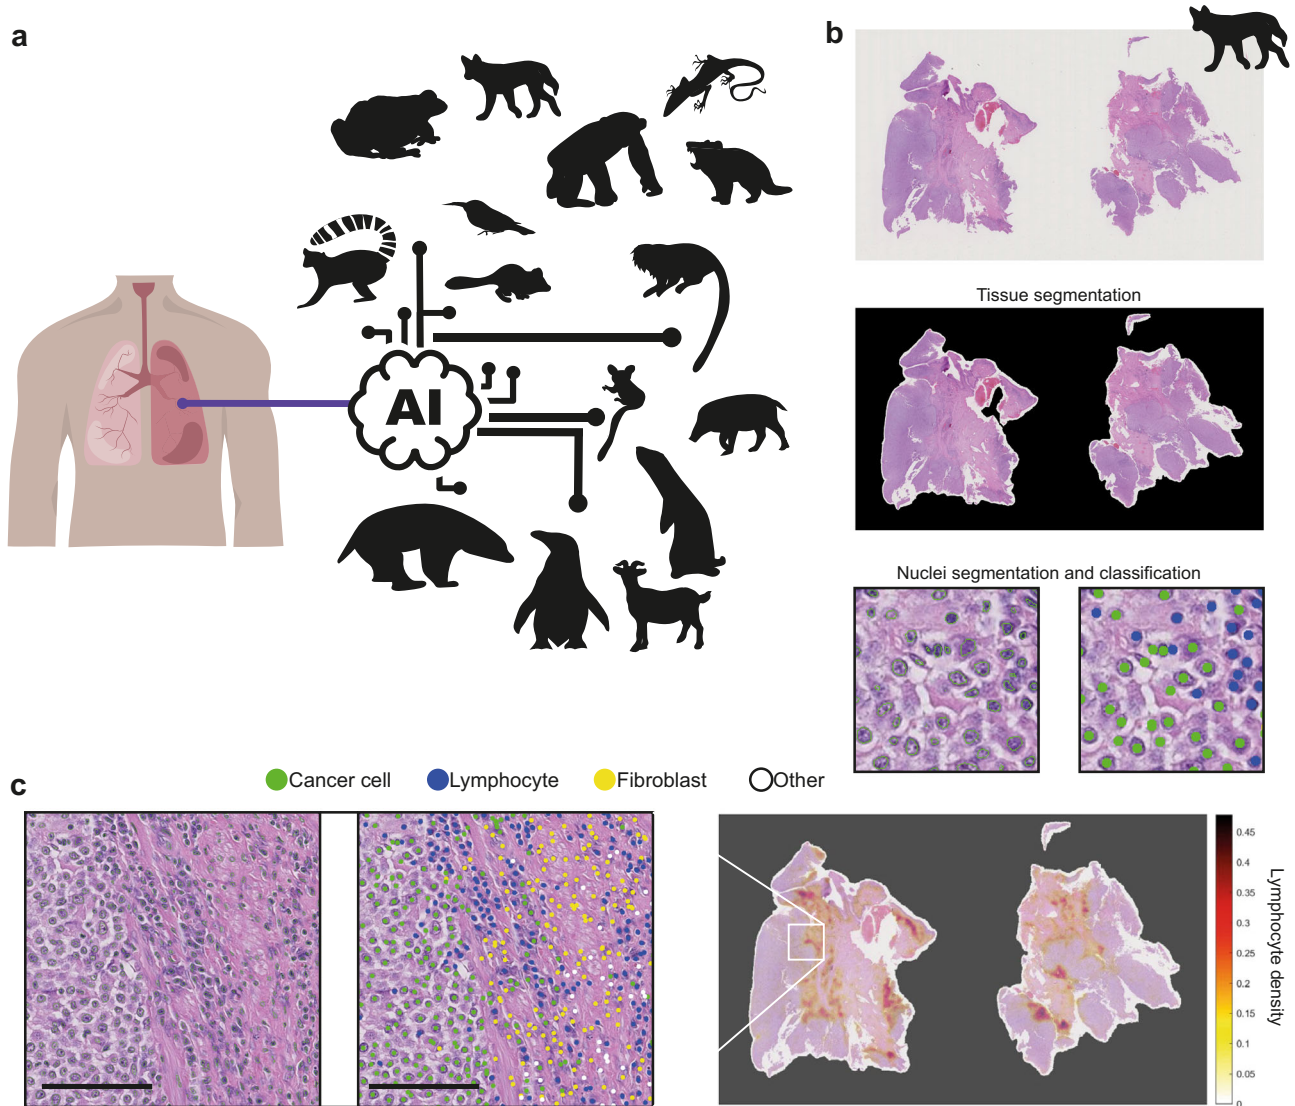 a
b
AI
Tissue segmentation
Nuclei segmentation and classification
Cancer cell
Lymphocyte
Fibroblast
Other
c
0.45
0.4
0.35
0.3
0.25
0.2
0.15
0.1
0.05
0
Lymphocyte density